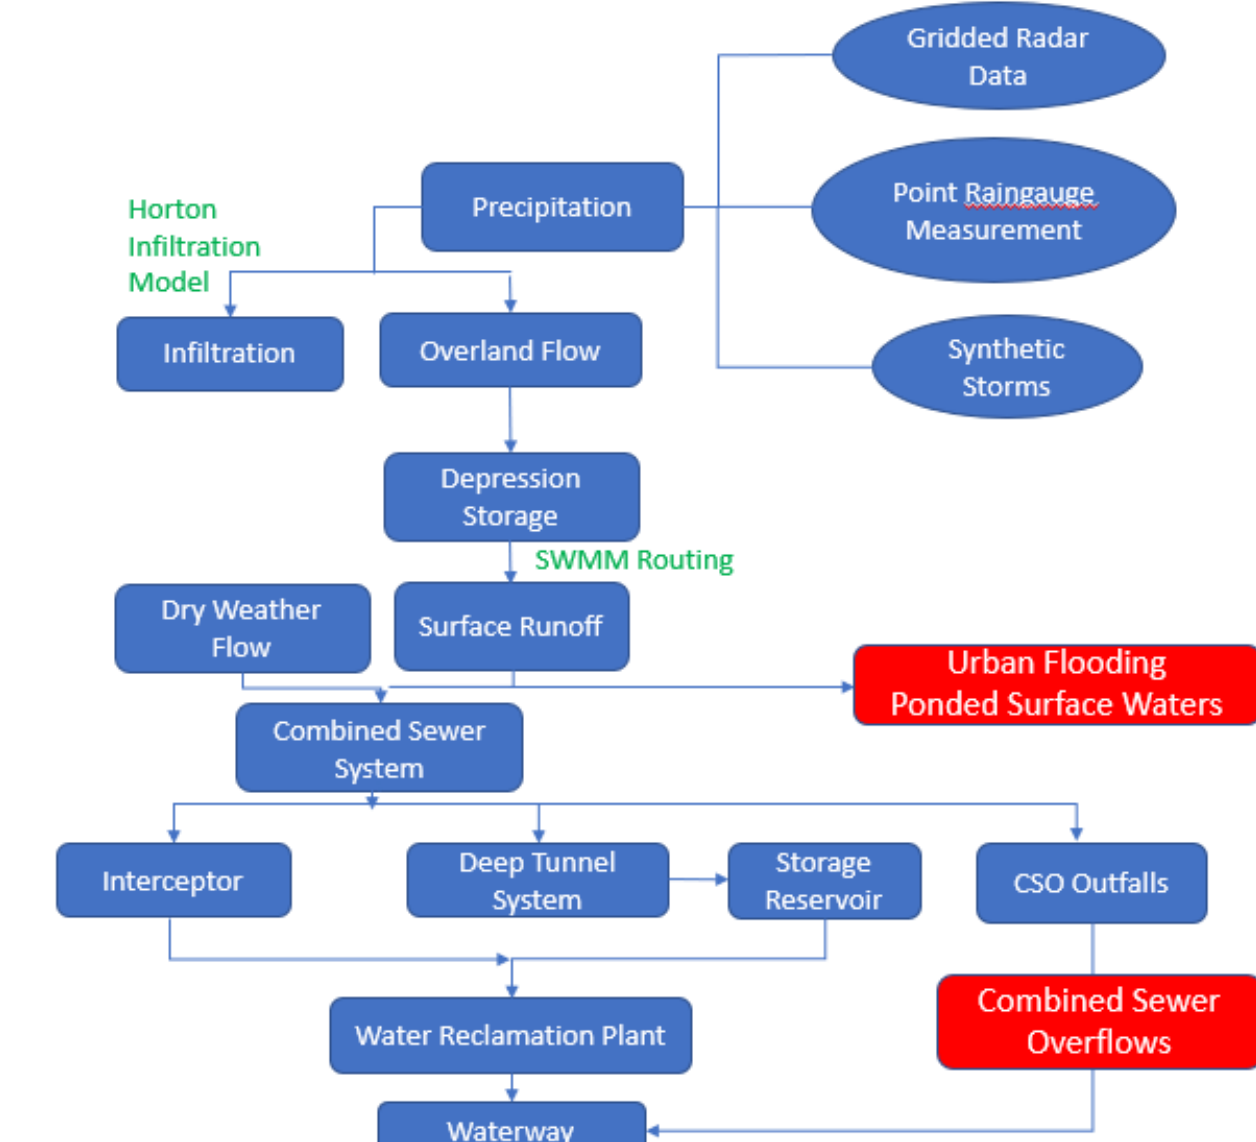 Gridded Radar
Data
Precipitation
Point Raingauge
Measurement
Horton
Infiltration
Model
Infiltration
Overland Flow
Synthetic
Storms
Depression
Storage
SWMM Routing
Dry Weather
Flow
Surface Runoff
Urban Flooding
Ponded Surface Waters
Combined Sewer
System
Interceptor
Deep Tunnel
System
Storage
Reservoir
CSO Outfalls
Combined Sewer
Overflows
Water Reclamation Plant
Waterway